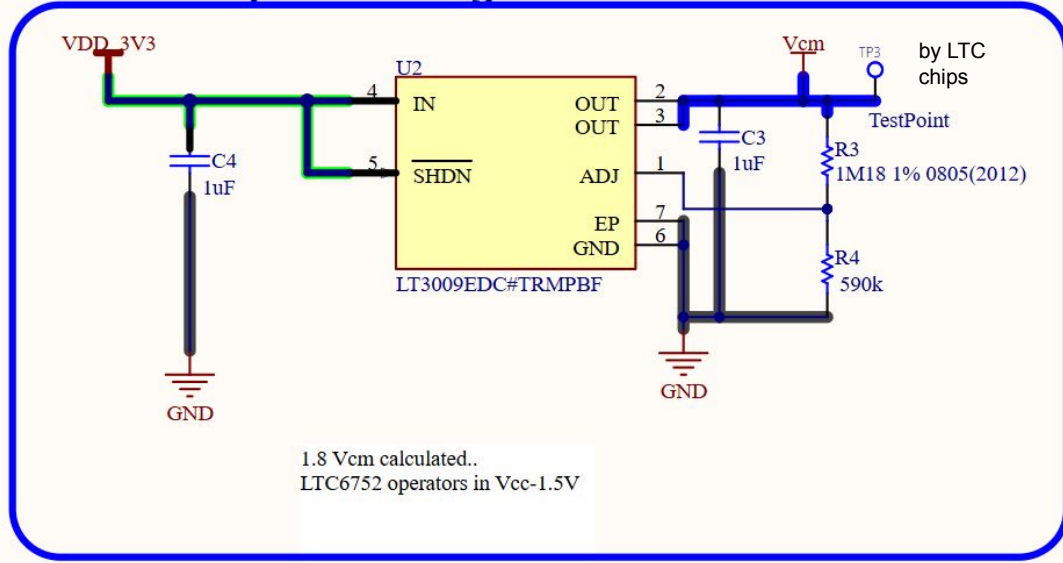 VDD_3V3
Vcm
TP3
by LTC
chips
U2
4
IN
OUT
2
OUT
3
TestPoint
C4
1uF
5
SHDN
ADJ
1
C3
1uF
R3
1M18 1% 0805(2012)
EP
7
GND
6
R4
590k
LT3009EDC#TRMPBF
GND
GND
1.8 Vcm calculated..
LTC6752 operators in Vcc-1.5V